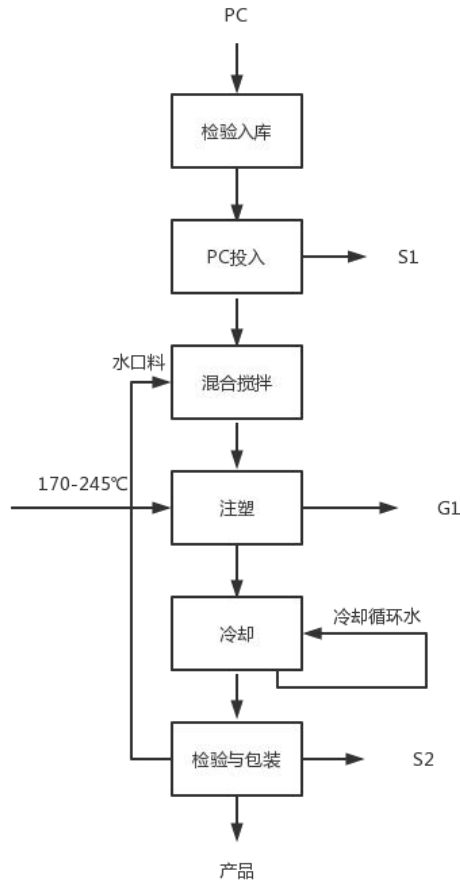 PC
检验入库
PC投入
S1
水口料
混合搅拌
170-245℃
注塑
G1
冷却循环水
冷却
检验与包装
S2
产品